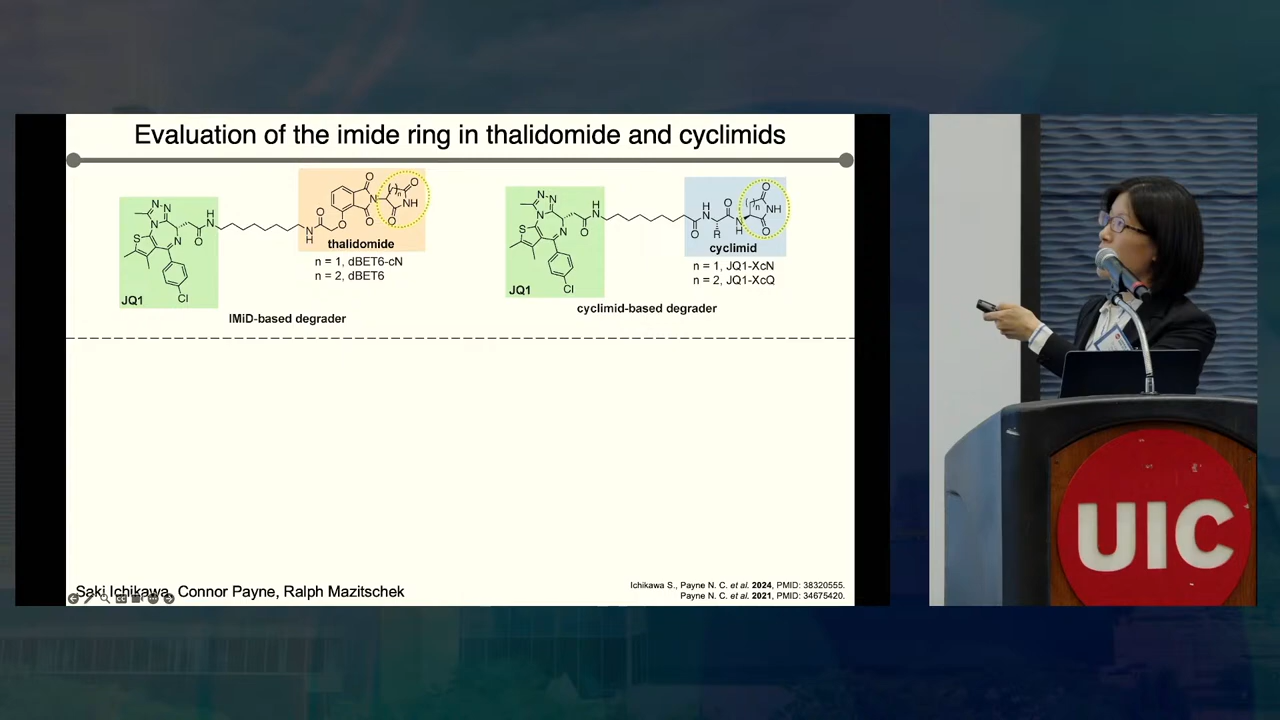 Evaluation of the imide ring in thalidomide and cyclimids
JQ1
thalidomide
n = 1, dBET6-cN
n = 2, dBET6
IMiD-based degrader
JQ1
cyclimid
n = 1, JQ1-XcN
n = 2, JQ1-XcQ
cyclimid-based degrader
Saki Ichikawa, Connor Payne, Ralph Mazitschek
Ichikawa S., Payne N. C. et al. 2024, PMID: 38320555.
Payne N. C. et al. 2021, PMID: 34675420.
UIC